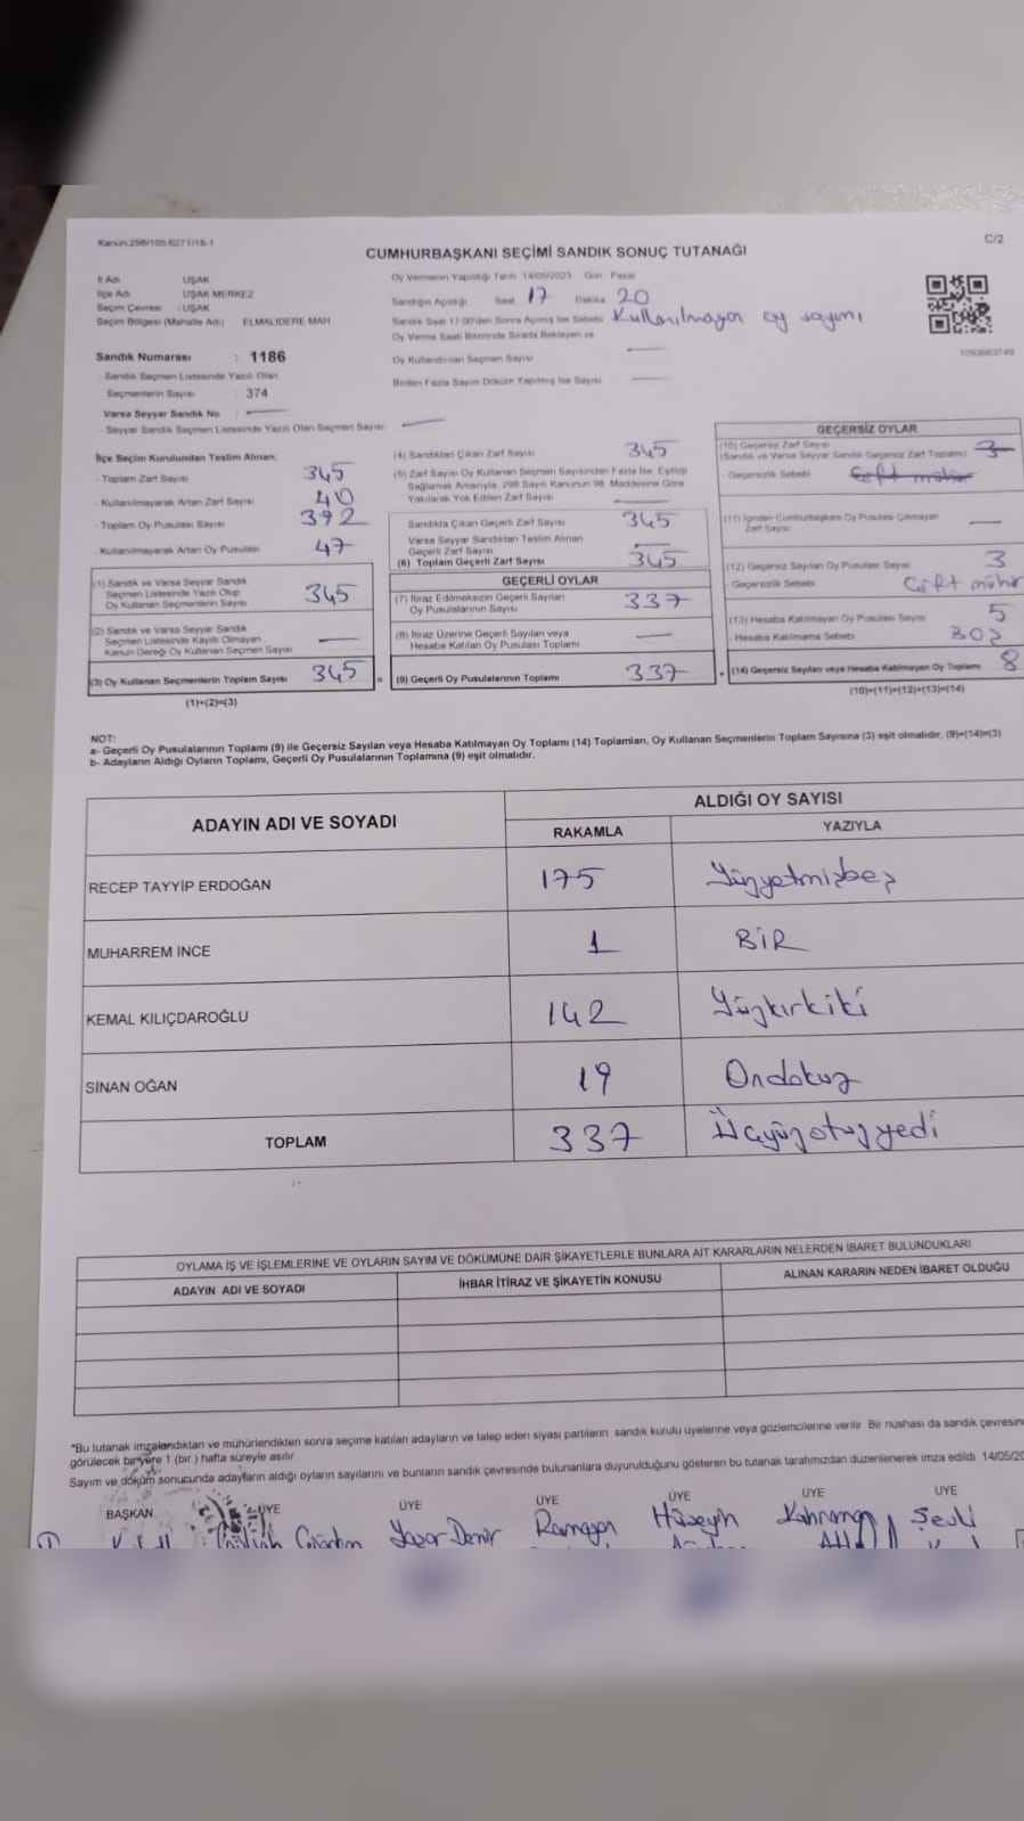 Kanun:298/105 6271/18-1
C/2
CUMHURBAŞKANI SEÇİMİ SANDIK SONUÇ TUTANAĞI
İl Adı : UŞAK
İlçe Adı : UŞAK MERKEZ
Seçim Çevresi : UŞAK
Seçim Bölgesi (Mahalle Adı) : ELMALIDERE MAH
Sandık Numarası : 1186
Sandık Seçmen Listesinde Yazılı Olan
Seçmenlerin Sayısı 374
Varsa Seyyar Sandık No :
Seyyar Sandık Seçmen Listesinde Yazılı Olan Seçmen Sayısı
Oy Vermenin Yapıldığı Tarih 14/05/2023 Gün Pazar
Sandığın Açıldığı Saat 17 Dakika 20
Sandık Saat 17:00'den Sonra Açılmış İse Sebebi Kullanılmayan oy sayımı
Oy Verme Saati Bitiminde Sırada Bekleyen ve
Oy Kullandırılan Seçmen Sayısı
Birden Fazla Sayım Döküm Yapılmış İse Sayısı
İlçe Seçim Kurulundan Teslim Alınan:
- Toplam Zarf Sayısı 345
- Kullanılmayarak Artan Zarf Sayısı 40
- Toplam Oy Pusulası Sayısı 392
- Kullanılmayarak Artan Oy Pusulası 47
(1) Sandık ve Varsa Seyyar Sandık
Seçmen Listesinde Yazılı Olup
Oy Kullanan Seçmenlerin Sayısı 345
(2) Sandık ve Varsa Seyyar Sandık
Seçmen Listesinde Kayıtlı Olmayan
Kanun Gereği Oy Kullanan Seçmen Sayısı
(3) Oy Kullanan Seçmenlerin Toplam Sayısı 345
(1)+(2)=(3)
(4) Sandıktan Çıkan Zarf Sayısı 345
(5) Zarf Sayısı Oy Kullanan Seçmen Sayısından Fazla İse, Eşitliği
Sağlamak Amacıyla, 298 Sayılı Kanunun 98. Maddesine Göre
Yakılarak Yok Edilen Zarf Sayısı
Sandıkta Çıkan Geçerli Zarf Sayısı 345
Varsa Seyyar Sandıktan Teslim Alınan
Geçerli Zarf Sayısı
(6) Toplam Geçerli Zarf Sayısı 345
GEÇERLİ OYLAR
(7) İtiraz Edilmeksizin Geçerli Sayılan
Oy Pusulalarının Sayısı 337
(8) İtiraz Üzerine Geçerli Sayılan veya
Hesaba Katılan Oy Pusulası Toplamı
(9) Geçerli Oy Pusulalarının Toplamı 337
GEÇERSİZ OYLAR
(10) Geçersiz Zarf Sayısı
(Sandık ve Varsa Seyyar Sandık Geçersiz Zarf Toplamı) 3
- Geçersizlik Sebebi Çift mühür
(11) İçinden Cumhurbaşkanı Oy Pusulası Çıkmayan
Zarf Sayısı
(12) Geçersiz Sayılan Oy Pusulası Sayısı 3
- Geçersizlik Sebebi Çift mühür
(13) Hesaba Katılmayan Oy Pusulası Sayısı 5
- Hesaba Katılmama Sebebi BOŞ
(14) Geçersiz Sayılan veya Hesaba Katılmayan Oy Toplamı 8
(10)+(11)+(12)+(13)=(14)
NOT:
a- Geçerli Oy Pusulalarının Toplamı (9) ile Geçersiz Sayılan veya Hesaba Katılmayan Oy Toplamı (14) Toplamları, Oy Kullanan Seçmenlerin Toplam Sayısına (3) eşit olmalıdır. (9)+(14)=(3)
b- Adayların Aldığı Oyların Toplamı, Geçerli Oy Pusulalarının Toplamına (9) eşit olmalıdır.
ADAYIN ADI VE SOYADI
ALDIĞI OY SAYISI
RAKAMLA YAZIYLA
RECEP TAYYİP ERDOĞAN 175 Yüzyetmişbeş
MUHARREM İNCE 1 BİR
KEMAL KILIÇDAROĞLU 142 Yüzkırkiki
SİNAN OĞAN 19 Ondokuz
TOPLAM 337 Üçyüzotuzyedi
OYLAMA İŞ VE İŞLEMLERİNE VE OYLARIN SAYIM VE DÖKÜMÜNE DAİR ŞİKAYETLERLE BUNLARA AİT KARARLARIN NELERDEN İBARET BULUNDUKLARI
ADAYIN ADI VE SOYADI İHBAR İTİRAZ VE ŞİKAYETİN KONUSU ALINAN KARARIN NEDEN İBARET OLDUĞU
*Bu tutanak imzalandıktan ve mühürlendikten sonra seçime katılan adayların ve talep eden siyasi partilerin sandık kurulu üyelerine veya gözlemcilerine verilir. Bir nüshası da sandık çevresin
görülecek bir yere 1 (bir ) hafta süreyle asılır
Sayım ve döküm sonucunda adayların aldığı oyların sayılarını ve bunların sandık çevresinde bulunanlara duyurulduğunu gösteren bu tutanak tarafımızdan düzenlenerek imza edildi 14/05/20
BAŞKAN ÜYE ÜYE ÜYE ÜYE ÜYE ÜYE
Yaşar Demir Ramazan Hüseyin Kahraman